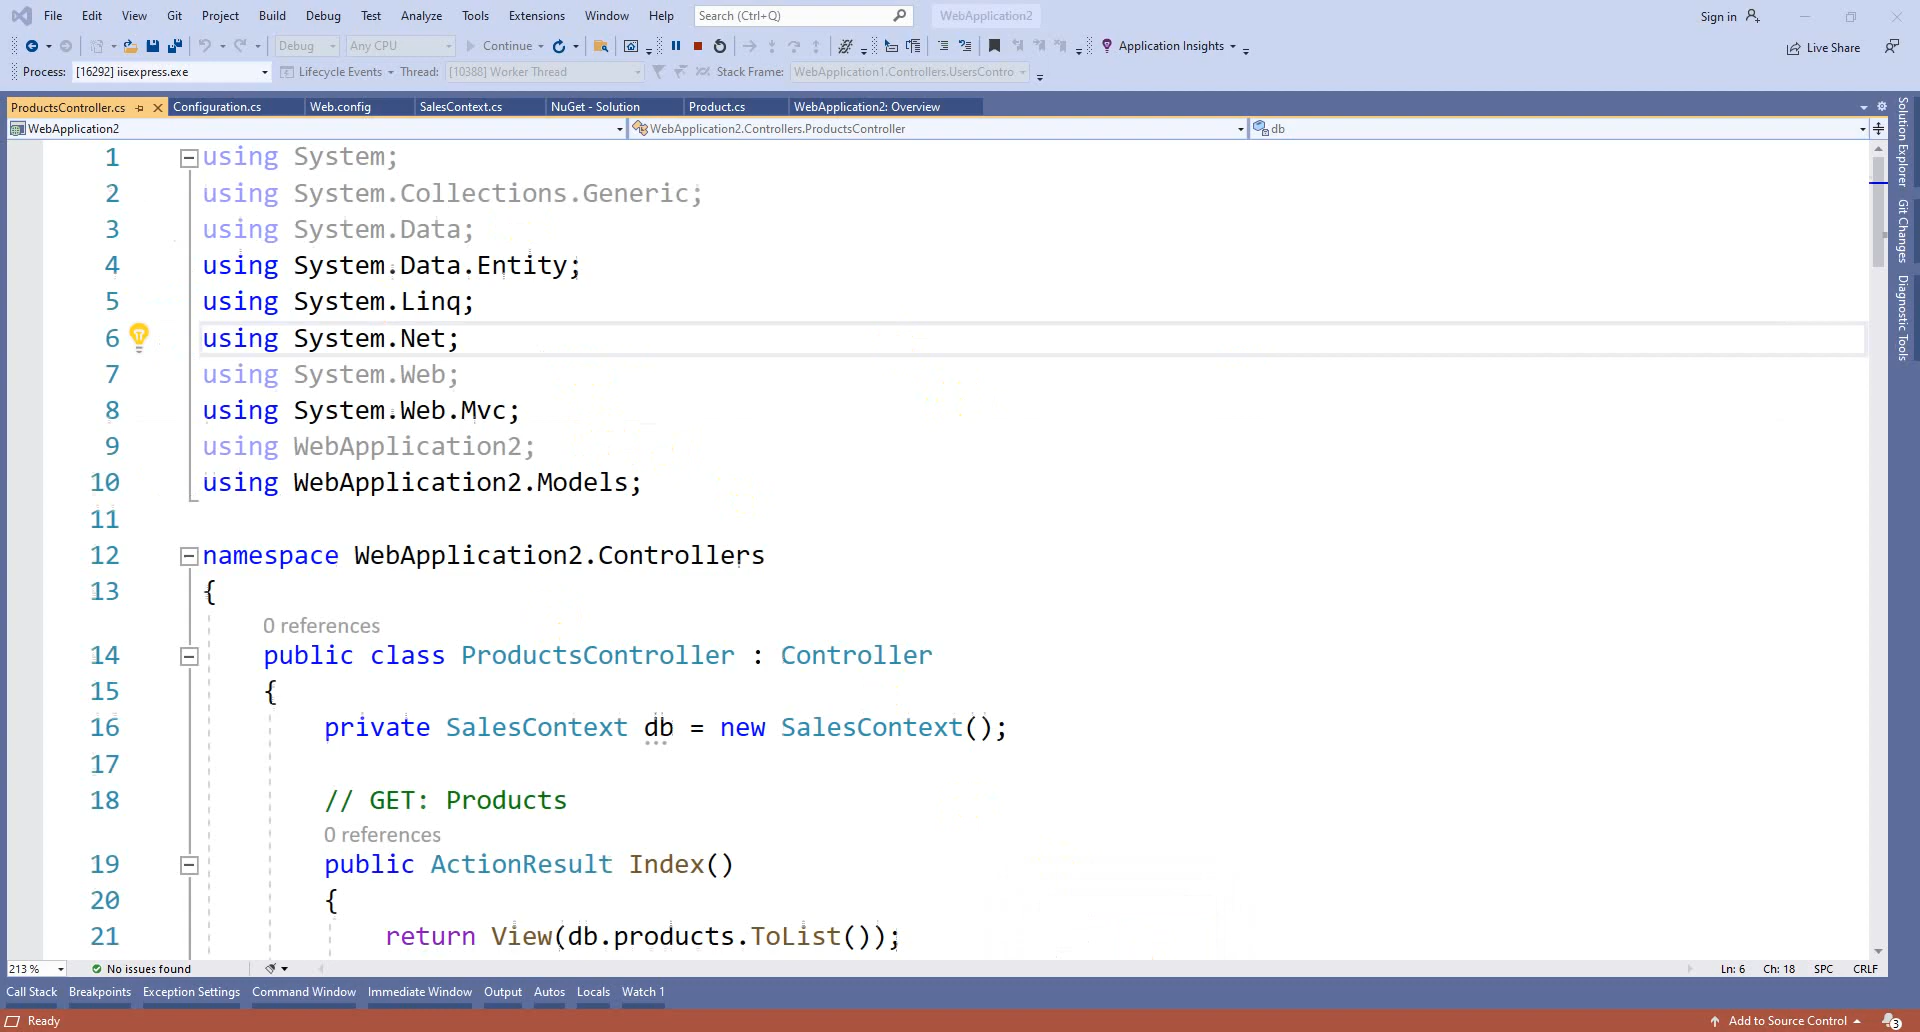 File Edit View Git Project Build Debug Test Analyze Tools Extensions Window Help Search (Ctrl+Q) WebApplication2 Sign in
Debug Any CPU Continue Application Insights Live Share
Process: [16292] iisexpress.exe Lifecycle Events Thread: [10388] Worker Thread Stack Frame: WebApplication1.Controllers.UsersContro
ProductsController.cs Configuration.cs Web.config SalesContext.cs NuGet - Solution Product.cs WebApplication2: Overview
WebApplication2 WebApplication2.Controllers.ProductsController db
1 using System;
2 using System.Collections.Generic;
3 using System.Data;
4 using System.Data.Entity;
5 using System.Linq;
6 using System.Net;
7 using System.Web;
8 using System.Web.Mvc;
9 using WebApplication2;
10 using WebApplication2.Models;
11
12 namespace WebApplication2.Controllers
13 {
0 references
14 public class ProductsController : Controller
15 {
16 private SalesContext db = new SalesContext();
17
18 // GET: Products
0 references
19 public ActionResult Index()
20 {
21 return View(db.products.ToList());
213 % No issues found Ln: 6 Ch: 18 SPC CRLF
Call Stack Breakpoints Exception Settings Command Window Immediate Window Output Autos Locals Watch 1
Ready Add to Source Control 3
Solution Explorer
Git Changes
Diagnostic Tools